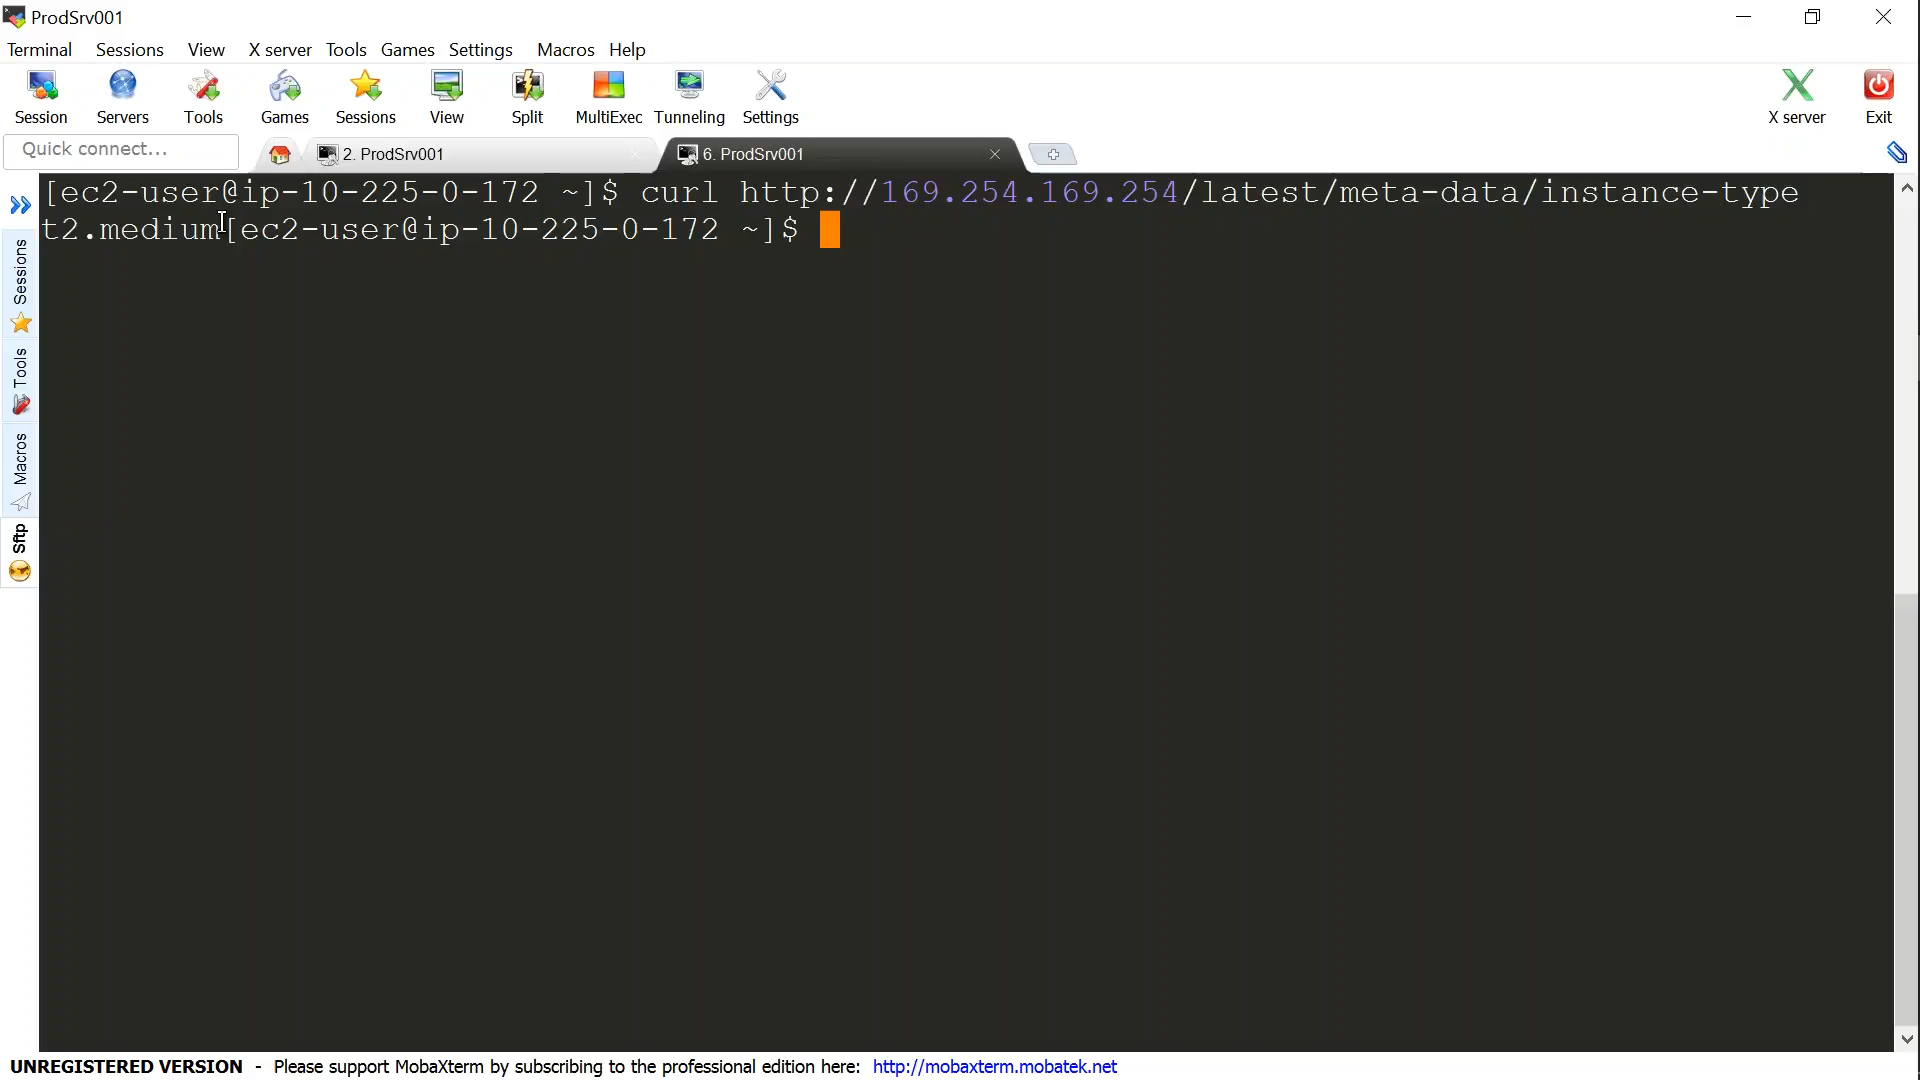 ProdSrv001
Terminal Sessions View X server Tools Games Settings Macros Help
Session Servers Tools Games Sessions View Split MultiExec Tunneling Settings X server Exit
Quick connect... 2. ProdSrv001 6. ProdSrv001
[ec2-user@ip-10-225-0-172 ~]$ curl http://169.254.169.254/latest/meta-data/instance-type
t2.medium[ec2-user@ip-10-225-0-172 ~]$
Sessions
Tools
Macros
Sftp
UNREGISTERED VERSION - Please support MobaXterm by subscribing to the professional edition here: http://mobaxterm.mobatek.net